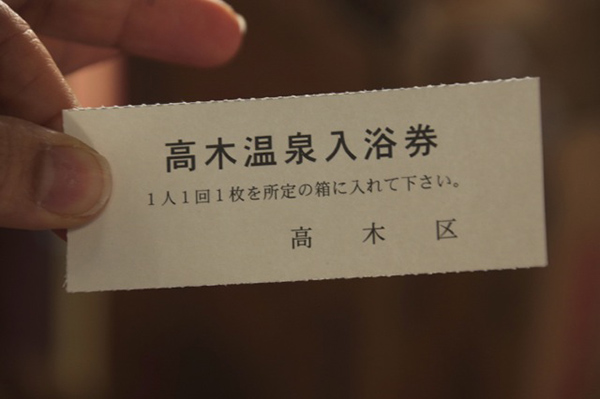 高木温泉入浴券
1人1回1枚を所定の箱に入れて下さい。
高木区